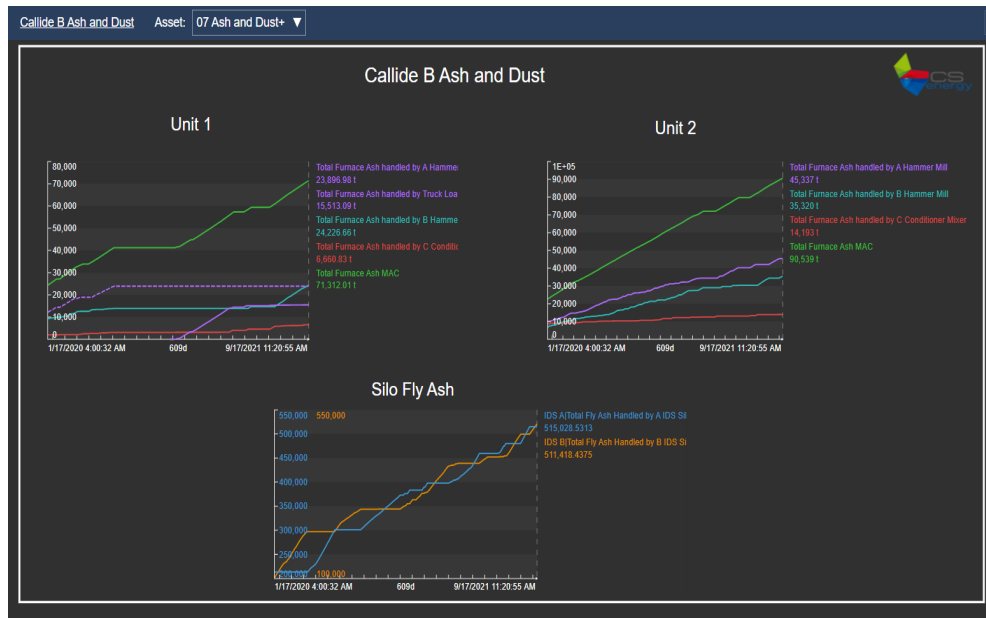 Callide B Ash and Dust Asset: 07 Ash and Dust+ ▼
Callide B Ash and Dust
CS
energy
Unit 1
80,000
70,000
60,000
50,000
40,000
30,000
20,000
10,000
0
1/17/2020 4:00:32 AM 609d 9/17/2021 11:20:55 AM
Total Furnace Ash handled by A Hamme
23,896.98 t
Total Furnace Ash handled by Truck Loa
15,513.09 t
Total Furnace Ash handled by B Hamme
24,226.66 t
Total Furnace Ash handled by C Conditic
6,660.83 t
Total Furnace Ash MAC
71,312.01 t
Unit 2
1E+05
90,000
80,000
70,000
60,000
50,000
40,000
30,000
20,000
10,000
0
1/17/2020 4:00:32 AM 609d 9/17/2021 11:20:55 AM
Total Furnace Ash handled by A Hammer Mill
45,337 t
Total Furnace Ash handled by B Hammer Mill
35,320 t
Total Furnace Ash handled by C Conditioner Mixer
14,193 t
Total Furnace Ash MAC
90,539 t
Silo Fly Ash
550,000 550,000
500,000
450,000
400,000
350,000
300,000
250,000
200,000 100,000
1/17/2020 4:00:32 AM 609d 9/17/2021 11:20:55 AM
IDS A|Total Fly Ash Handled by A IDS Sil
515,028.5313
IDS B|Total Fly Ash Handled by B IDS Si
511,418.4375